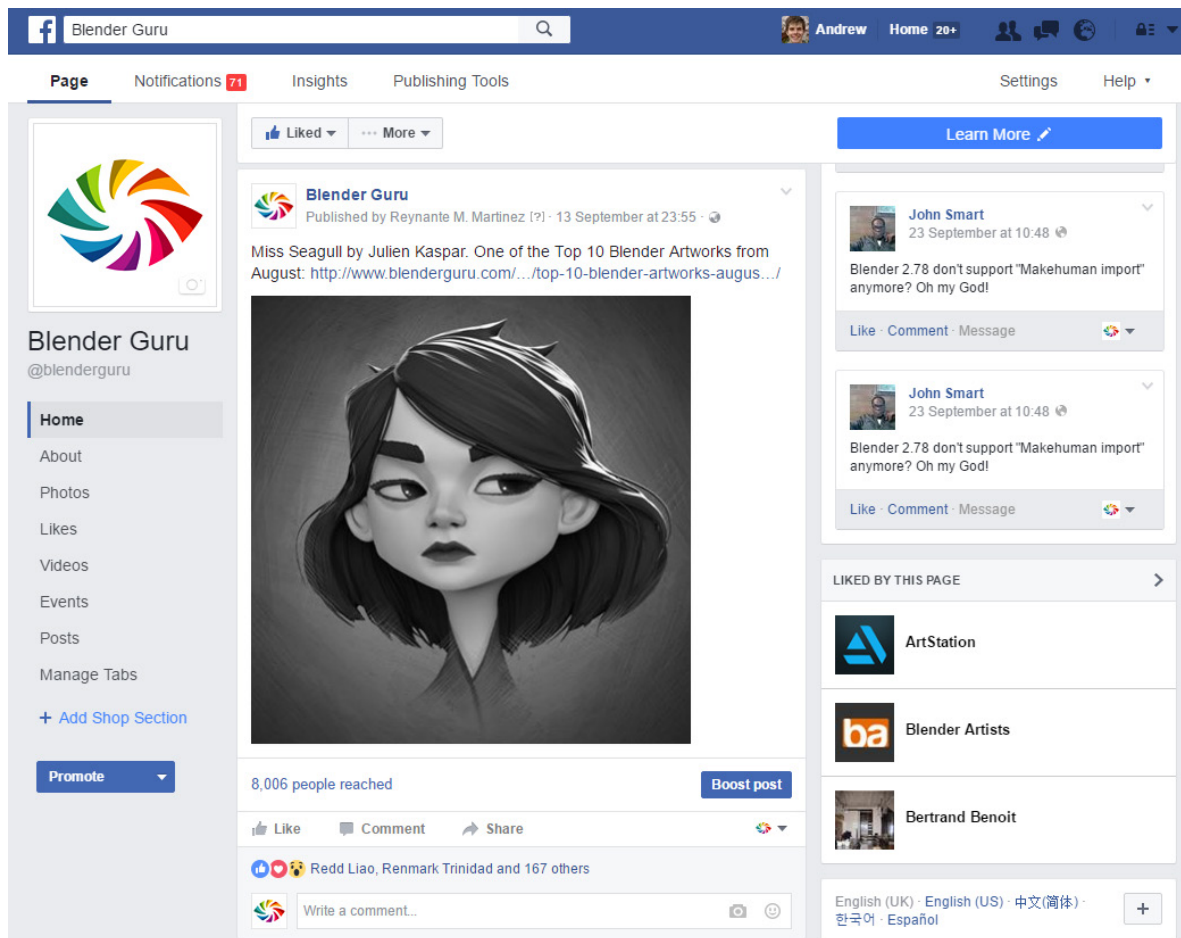 Blender Guru
Andrew
Home 20+
Page
Notifications 71
Insights
Publishing Tools
Settings
Help
Liked
··· More
Learn More
Blender Guru
@blenderguru
Home
About
Photos
Likes
Videos
Events
Posts
Manage Tabs
+ Add Shop Section
Promote
Blender Guru
Published by Reynante M. Martinez [?] · 13 September at 23:55 ·
Miss Seagull by Julien Kaspar. One of the Top 10 Blender Artworks from
August: http://www.blenderguru.com/…/top-10-blender-artworks-augus…/
8,006 people reached
Boost post
Like
Comment
Share
Redd Liao, Renmark Trinidad and 167 others
Write a comment...
John Smart
23 September at 10:48
Blender 2.78 don't support "Makehuman import"
anymore? Oh my God!
Like · Comment · Message
John Smart
23 September at 10:48
Blender 2.78 don't support "Makehuman import"
anymore? Oh my God!
Like · Comment · Message
LIKED BY THIS PAGE
ArtStation
ba
Blender Artists
Bertrand Benoit
English (UK) · English (US) · 中文(简体) ·
한국어 · Español
+